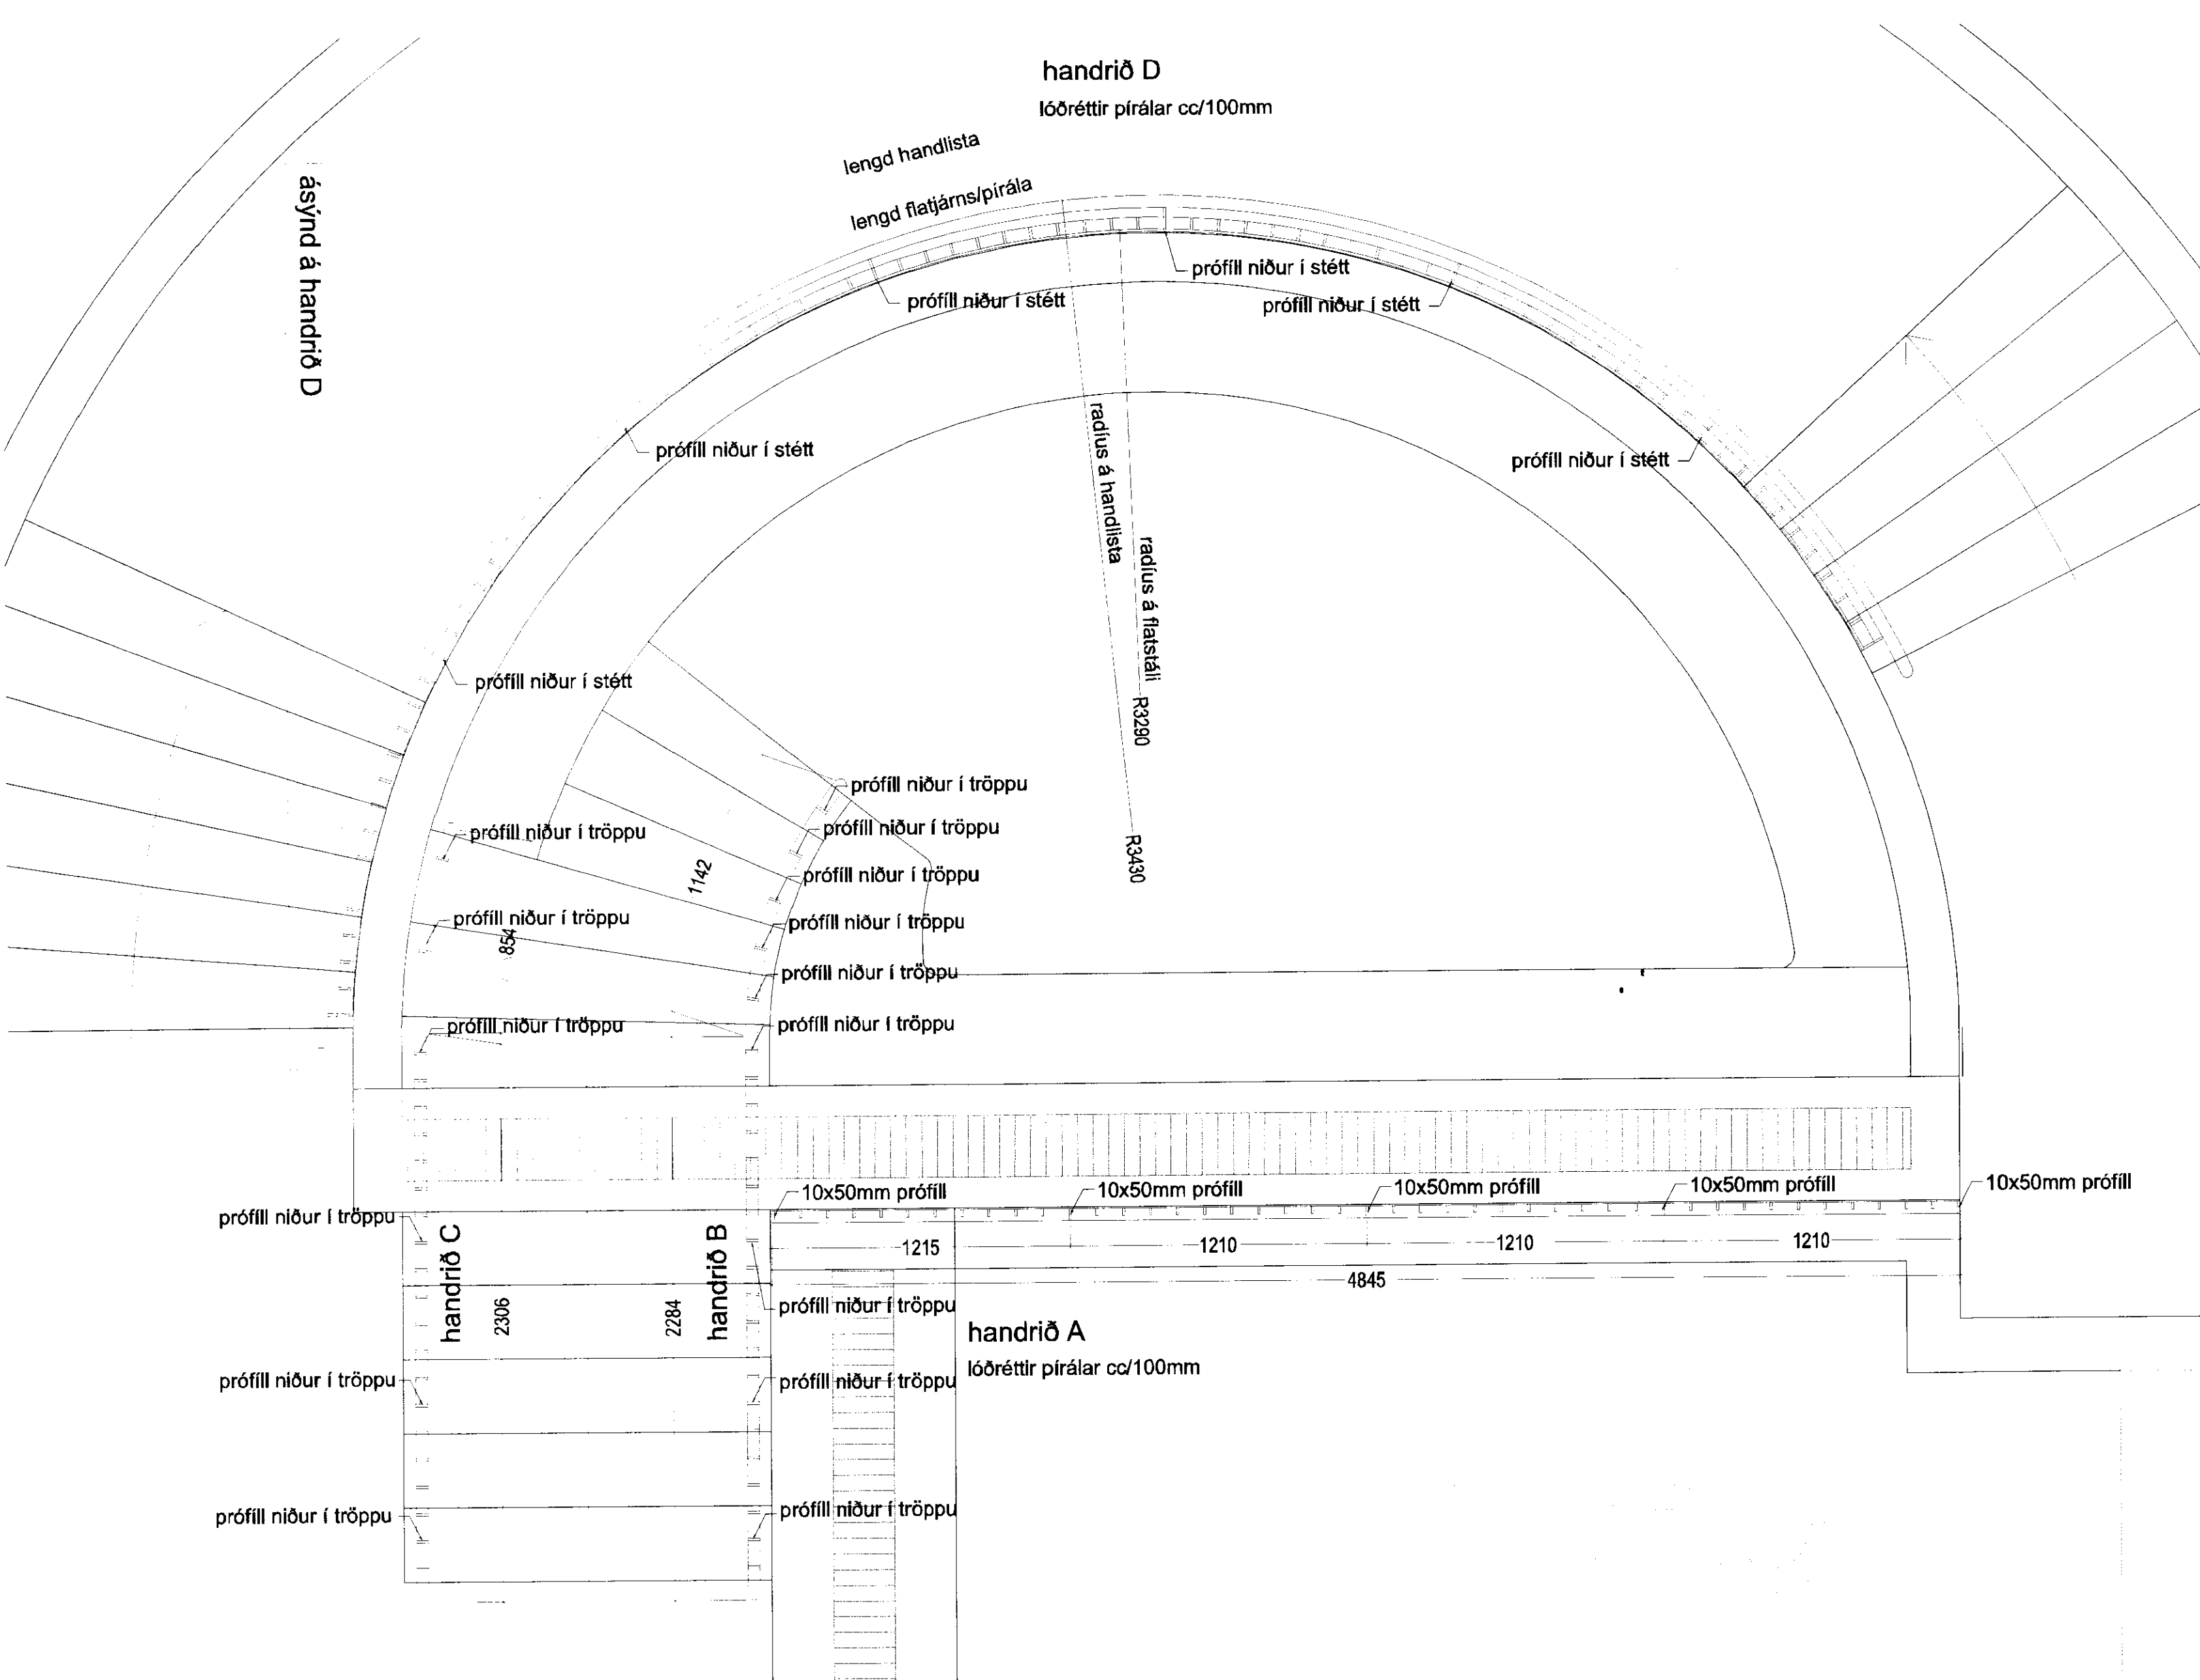 handrið D
lóðréttir pírálar cc/100mm
lengd handlista
lengd flatjárns/pírála
ásýnd á handrið D
prófíll niður í stétt
prófíll niður í stétt
prófíll niður í stétt
prófíll niður í stétt
prófíll niður í stétt
prófíll niður í stétt
radíus á handlista
R3430
radíus á flatstáli
R3290
prófíll niður í tröppu
prófíll niður í tröppu
prófíll niður í tröppu
prófíll niður í tröppu
1142
prófíll niður í tröppu
prófíll niður í tröppu
854
prófíll niður í tröppu
prófíll niður í tröppu
prófíll niður í tröppu
prófíll niður í tröppu
10x50mm prófíll
10x50mm prófíll
10x50mm prófíll
10x50mm prófíll
10x50mm prófíll
prófíll niður í tröppu
1215
1210
1210
1210
4845
handrið C
2306
2284
handrið B
prófíll niður í tröppu
handrið A
lóðréttir pírálar cc/100mm
prófíll niður í tröppu
prófíll niður í tröppu
prófíll niður í tröppu
prófíll niður í tröppu